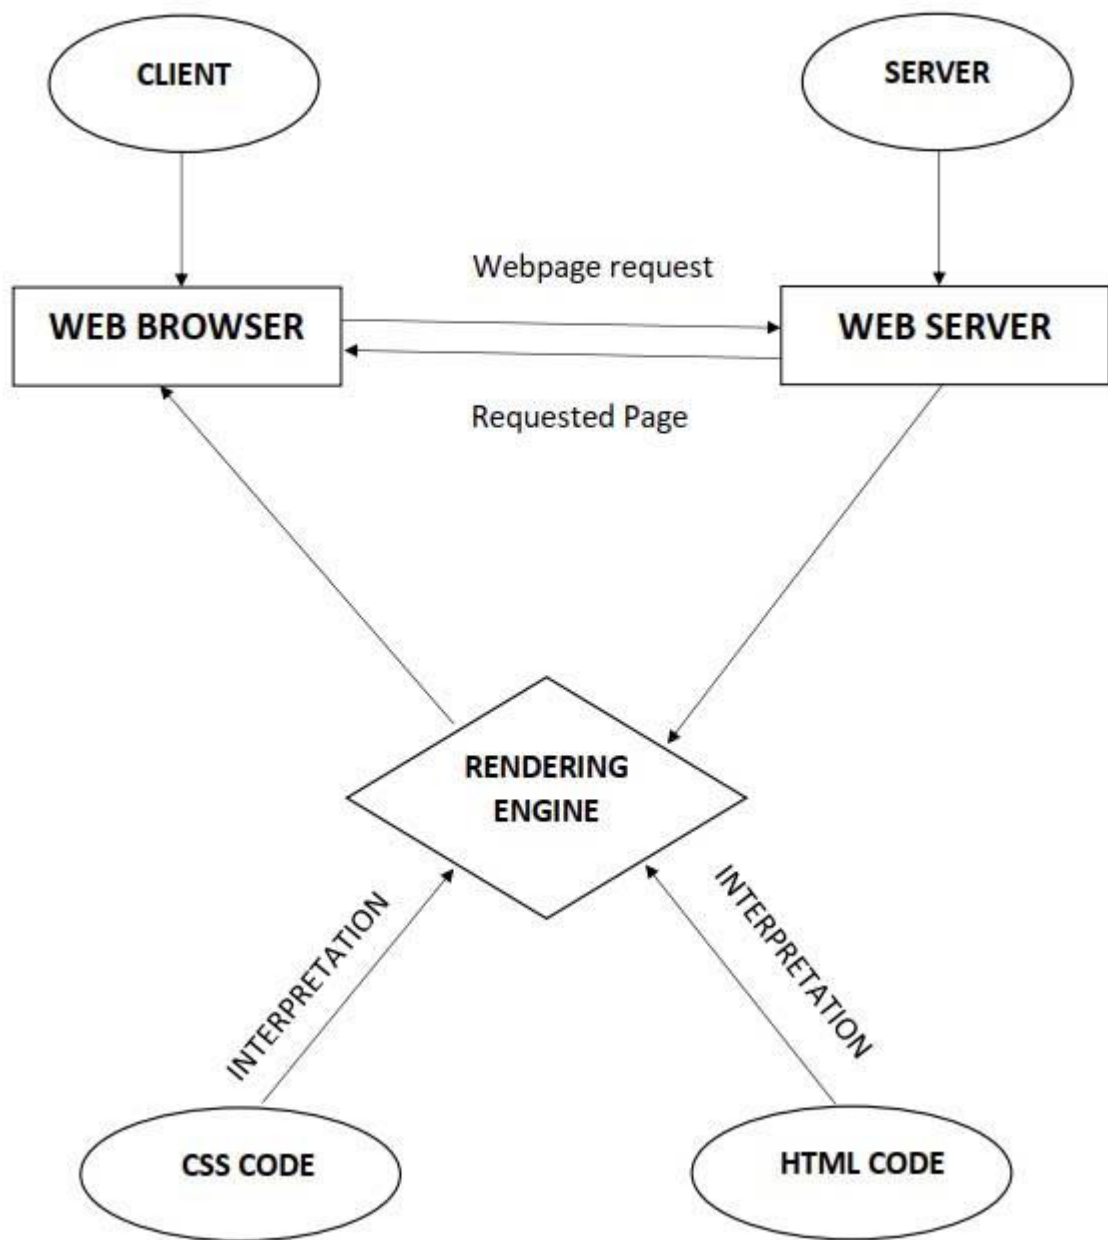 CLIENT
SERVER
Webpage request
WEB BROWSER
WEB SERVER
Requested Page
RENDERING
ENGINE
INTERPRETATION
INTERPRETATION
CSS CODE
HTML CODE